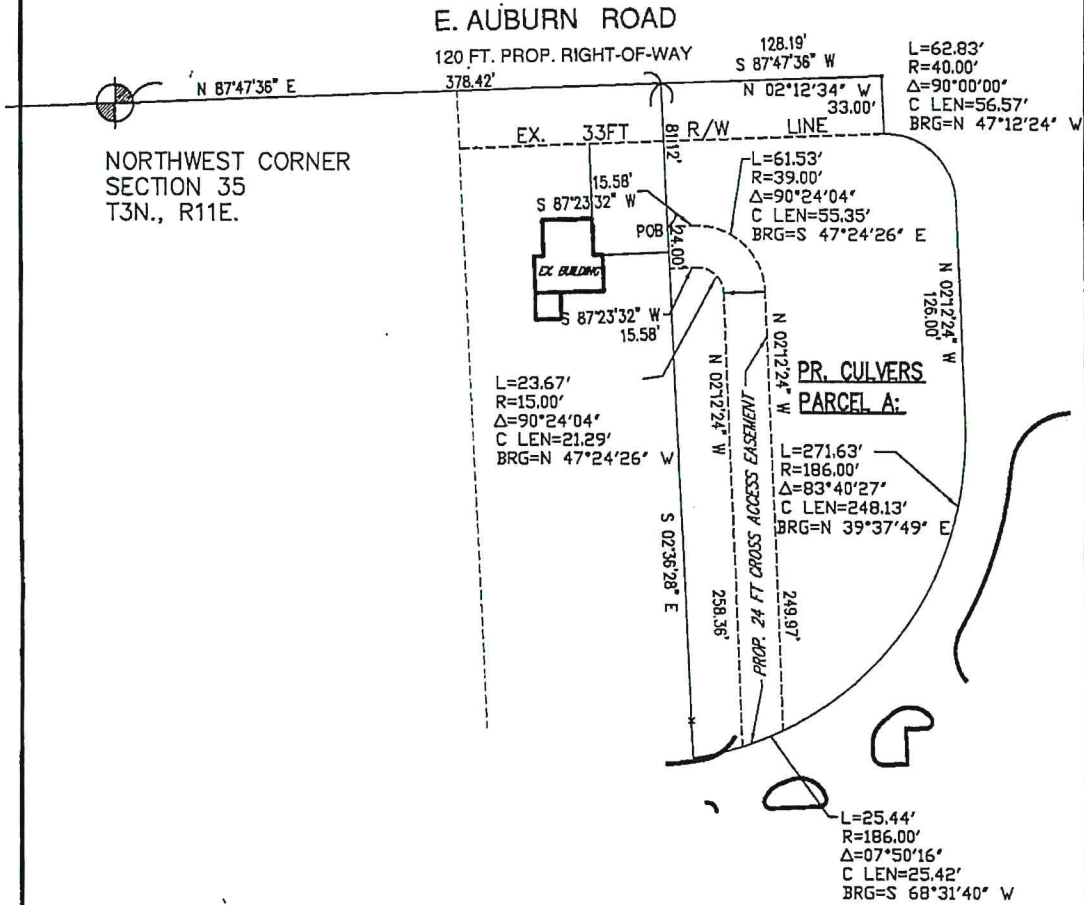 E. AUBURN ROAD
120 FT. PROP. RIGHT-OF-WAY
N 87°47'36" E
378.42'
128.19'
S 87°47'36" W
N 02°12'34" W
33.00'
L=62.83'
R=40.00'
Δ=90°00'00"
C LEN=56.57'
BRG=N 47°12'24" W
NORTHWEST CORNER
SECTION 35
T3N., R11E.
EX. 33FT R/W LINE
81.12'
15.58'
S 87°23'32" W
POB
24.00'
L=61.53'
R=39.00'
Δ=90°24'04"
C LEN=55.35'
BRG=S 47°24'26" E
EX. BUILDING
S 87°23'32" W
15.58'
N 02°12'24" W
126.00'
L=23.67'
R=15.00'
Δ=90°24'04"
C LEN=21.29'
BRG=N 47°24'26" W
N 02°12'24" W
258.36'
N 02°12'24" W
249.97'
PROP. 24 FT CROSS ACCESS EASEMENT
PR. CULVERS
PARCEL A:
L=271.63'
R=186.00'
Δ=83°40'27"
C LEN=248.13'
BRG=N 39°37'49" E
S 02°36'28" E
L=25.44'
R=186.00'
Δ=07°50'16"
C LEN=25.42'
BRG=S 68°31'40" W